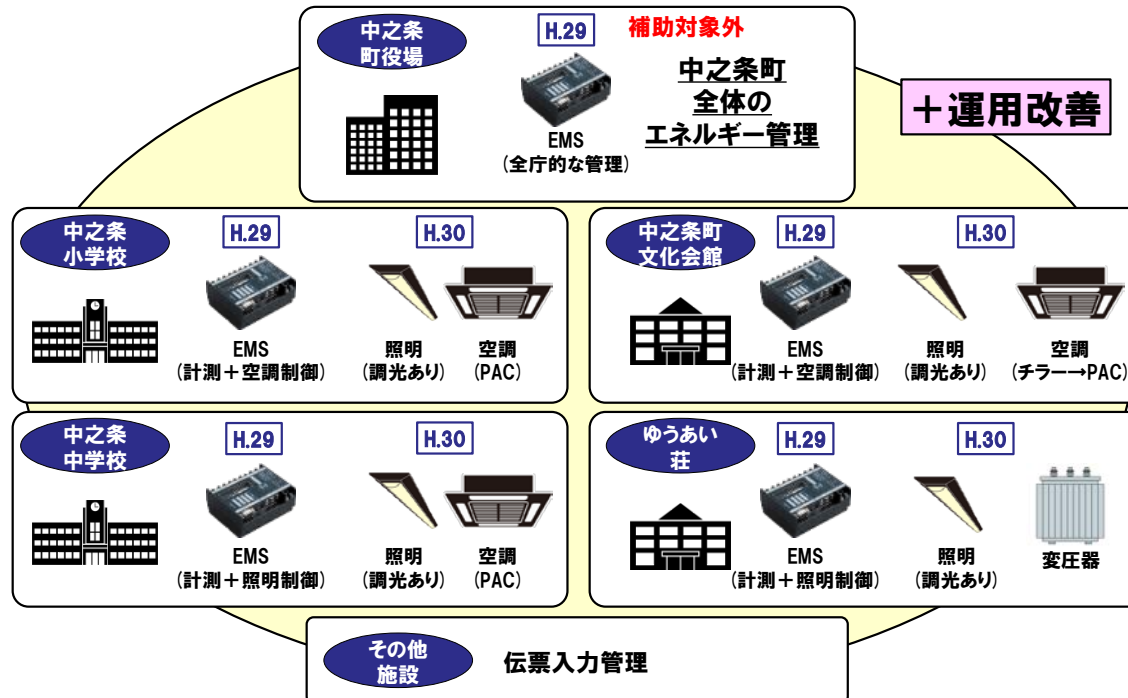 中之条
町役場
H.29
補助対象外
EMS
(全庁的な管理)
中之条町
全体の
エネルギー管理
＋運用改善
中之条
小学校
H.29
H.30
EMS
(計測＋空調制御)
照明
(調光あり)
空調
(PAC)
中之条町
文化会館
H.29
H.30
EMS
(計測＋空調制御)
照明
(調光あり)
空調
(チラー→PAC)
中之条
中学校
H.29
H.30
EMS
(計測＋照明制御)
照明
(調光あり)
空調
(PAC)
ゆうあい
荘
H.29
H.30
EMS
(計測＋照明制御)
照明
(調光あり)
変圧器
その他
施設
伝票入力管理